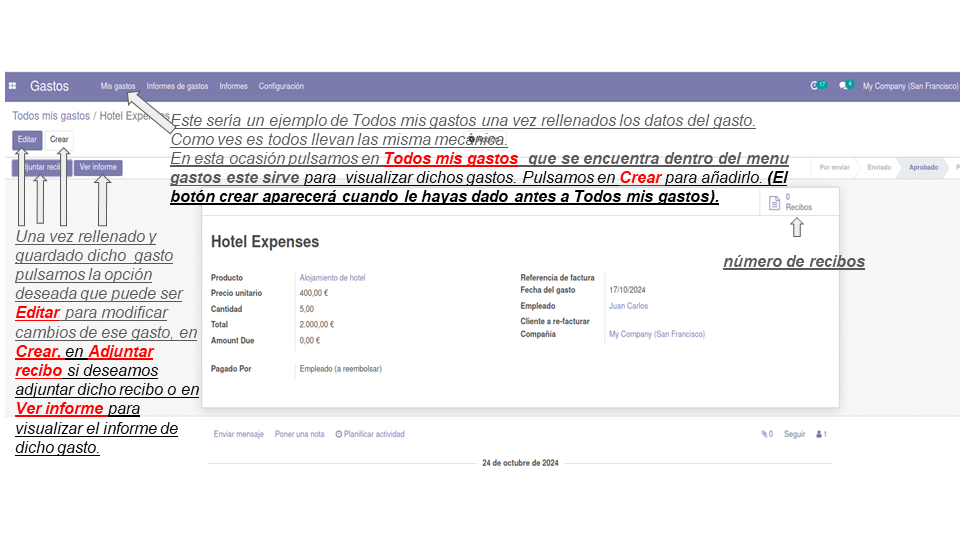 Gastos
Mis gastos Informes de gastos Informes Configuración
17 4 My Company (San Francisco)
Todos mis gastos / Hotel Expenses
Este sería un ejemplo de Todos mis gastos una vez rellenados los datos del gasto.
Editar Crear
Como ves es todos llevan las misma mecánica.
En esta ocasión pulsamos en Todos mis gastos que se encuentra dentro del menu
gastos este sirve para visualizar dichos gastos. Pulsamos en Crear para añadirlo. (El
botón crear aparecerá cuando le hayas dado antes a Todos mis gastos).
Adjuntar recibo Ver informe
Por enviar Enviado Aprobado
0
Recibos
número de recibos
Una vez rellenado y
guardado dicho gasto
pulsamos la opción
deseada que puede ser
Editar para modificar
cambios de ese gasto, en
Crear, en Adjuntar
recibo si deseamos
adjuntar dicho recibo o en
Ver informe para
visualizar el informe de
dicho gasto.
Hotel Expenses
Producto Alojamiento de hotel
Precio unitario 400,00 €
Cantidad 5,00
Total 2.000,00 €
Amount Due 0,00 €
Pagado Por Empleado (a reembolsar)
Referencia de factura
Fecha del gasto 17/10/2024
Empleado Juan Carlos
Cliente a re-facturar
Compañía My Company (San Francisco)
Enviar mensaje Poner una nota Planificar actividad
0 Seguir 1
24 de octubre de 2024